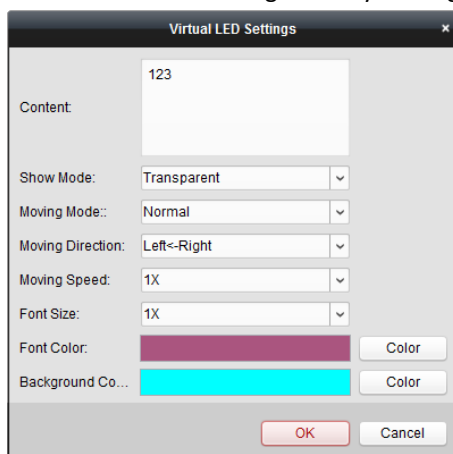 Virtual LED Settings ×
123
Content:
Show Mode: Transparent
Moving Mode:: Normal
Moving Direction: Left<-Right
Moving Speed: 1X
Font Size: 1X
Font Color: Color
Background Co... Color
OK Cancel